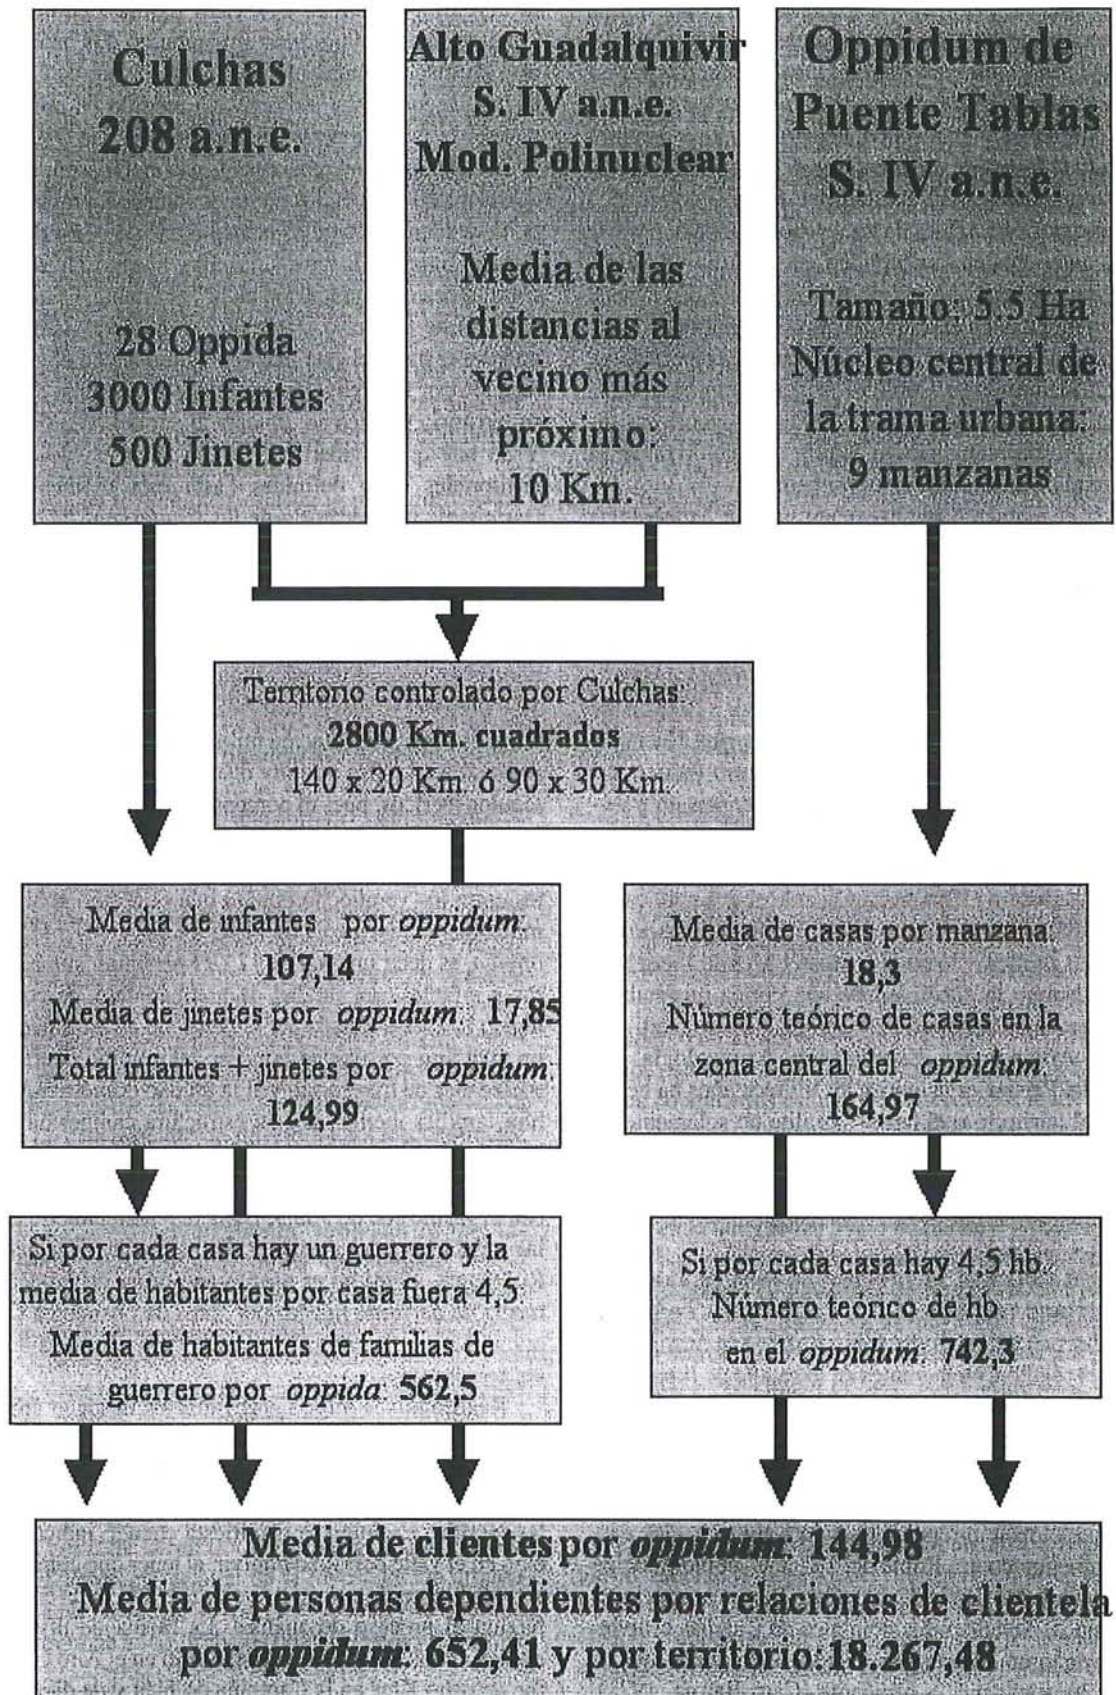 Culchas
208 a.n.e.
28 Oppida
3000 Infantes
500 Jinetes
Alto Guadalquivir
S. IV a.n.e.
Mod. Polinuclear
Media de las
distancias al
vecino más
próximo:
10 Km.
Oppidum de
Puente Tablas
S. IV a.n.e.
Tamaño: 5.5 Ha
Núcleo central de
la trama urbana:
9 manzanas
Territorio controlado por Culchas:
2800 Km. cuadrados
140 x 20 Km. ó 90 x 30 Km.
Media de infantes por oppidum:
107,14
Media de jinetes por oppidum: 17,85
Total infantes + jinetes por oppidum:
124,99
Media de casas por manzana:
18,3
Número teórico de casas en la
zona central del oppidum:
164,97
Si por cada casa hay un guerrero y la
media de habitantes por casa fuera 4,5:
Media de habitantes de familias de
guerrero por oppida: 562,5
Si por cada casa hay 4,5 hb.
Número teórico de hb
en el oppidum: 742,3
Media de clientes por oppidum: 144,98
Media de personas dependientes por relaciones de clientela
por oppidum: 652,41 y por territorio: 18.267,48